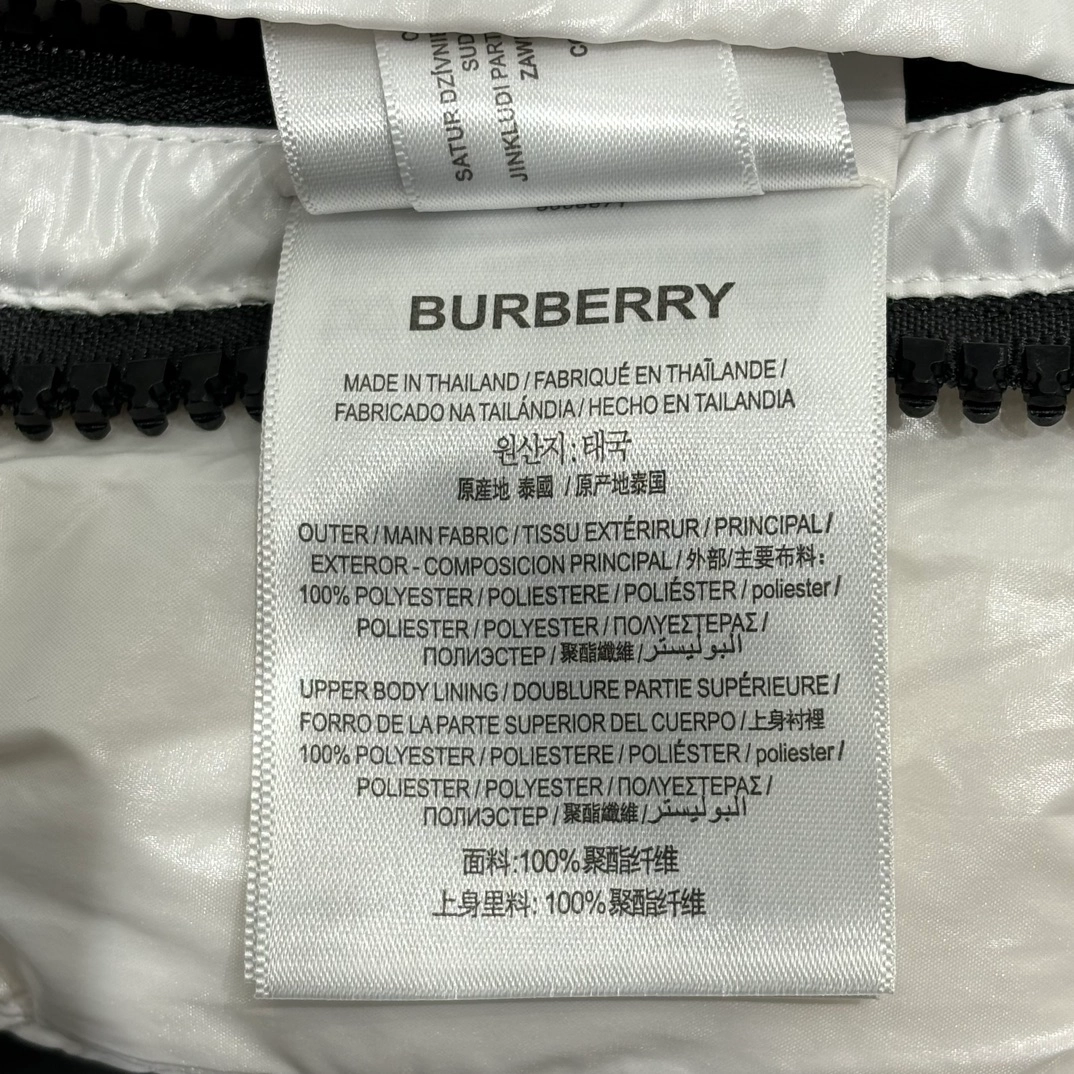 SATUR DZĪVNIE
SUD
JINKLUDI PARTI
ZAWI
BURBERRY
MADE IN THAILAND / FABRIQUÉ EN THAÏLANDE /
FABRICADO NA TAILÁNDIA / HECHO EN TAILANDIA
원산지: 태국
原産地 泰國 / 原产地泰国
OUTER / MAIN FABRIC / TISSU EXTÉRIRUR / PRINCIPAL /
EXTEROR - COMPOSICION PRINCIPAL / 外部/主要布料:
100% POLYESTER / POLIESTERE / POLIÉSTER / poliester /
POLIESTER / POLYESTER / ΠΟΛΥΕΣΤΕΡΑΣ /
ПОЛИЭСТЕР / 聚酯纖維 / البوليستر
UPPER BODY LINING / DOUBLURE PARTIE SUPÉRIEURE /
FORRO DE LA PARTE SUPERIOR DEL CUERPO / 上身衬裡
100% POLYESTER / POLIESTERE / POLIÉSTER / poliester /
POLIESTER / POLYESTER / ΠΟΛΥΕΣΤΕΡΑΣ /
ПОЛИЭСТЕР / 聚酯纖維 / البوليستر
面料:100%聚酯纤维
上身里料: 100%聚酯纤维